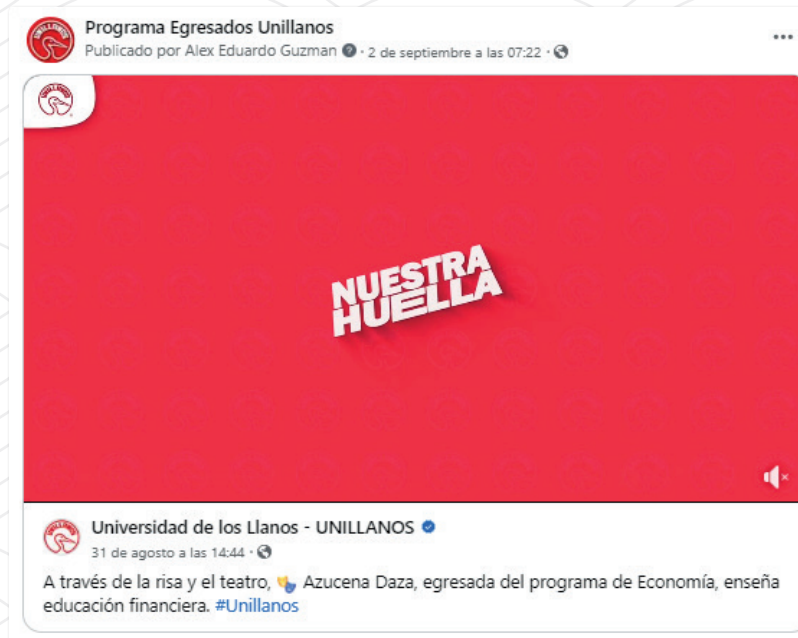 Programa Egresados Unillanos
Publicado por Alex Eduardo Guzman · 2 de septiembre a las 07:22 ·
NUESTRA
HUELLA
Universidad de los Llanos - UNILLANOS
31 de agosto a las 14:44 ·
A través de la risa y el teatro, 🎭 Azucena Daza, egresada del programa de Economía, enseña
educación financiera. #Unillanos